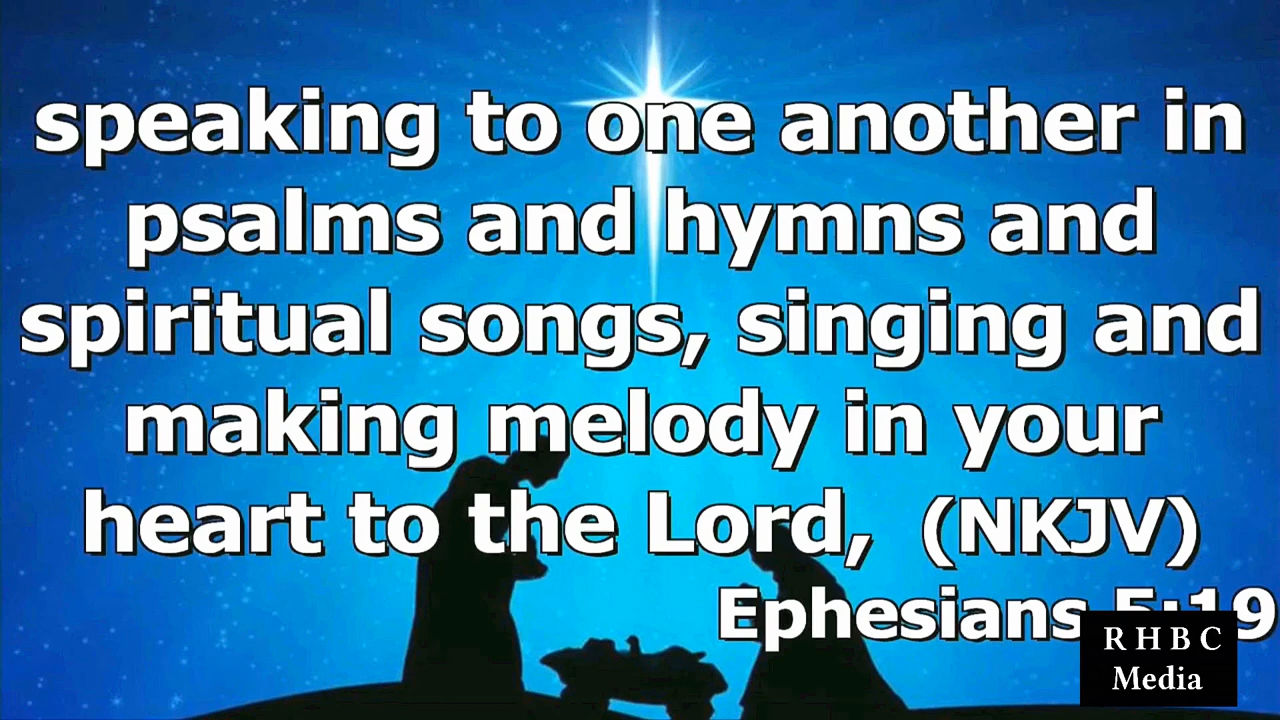 speaking to one another in
psalms and hymns and
spiritual songs, singing and
making melody in your
heart to the Lord, (NKJV)
Ephesians 5:19
R H B C
Media